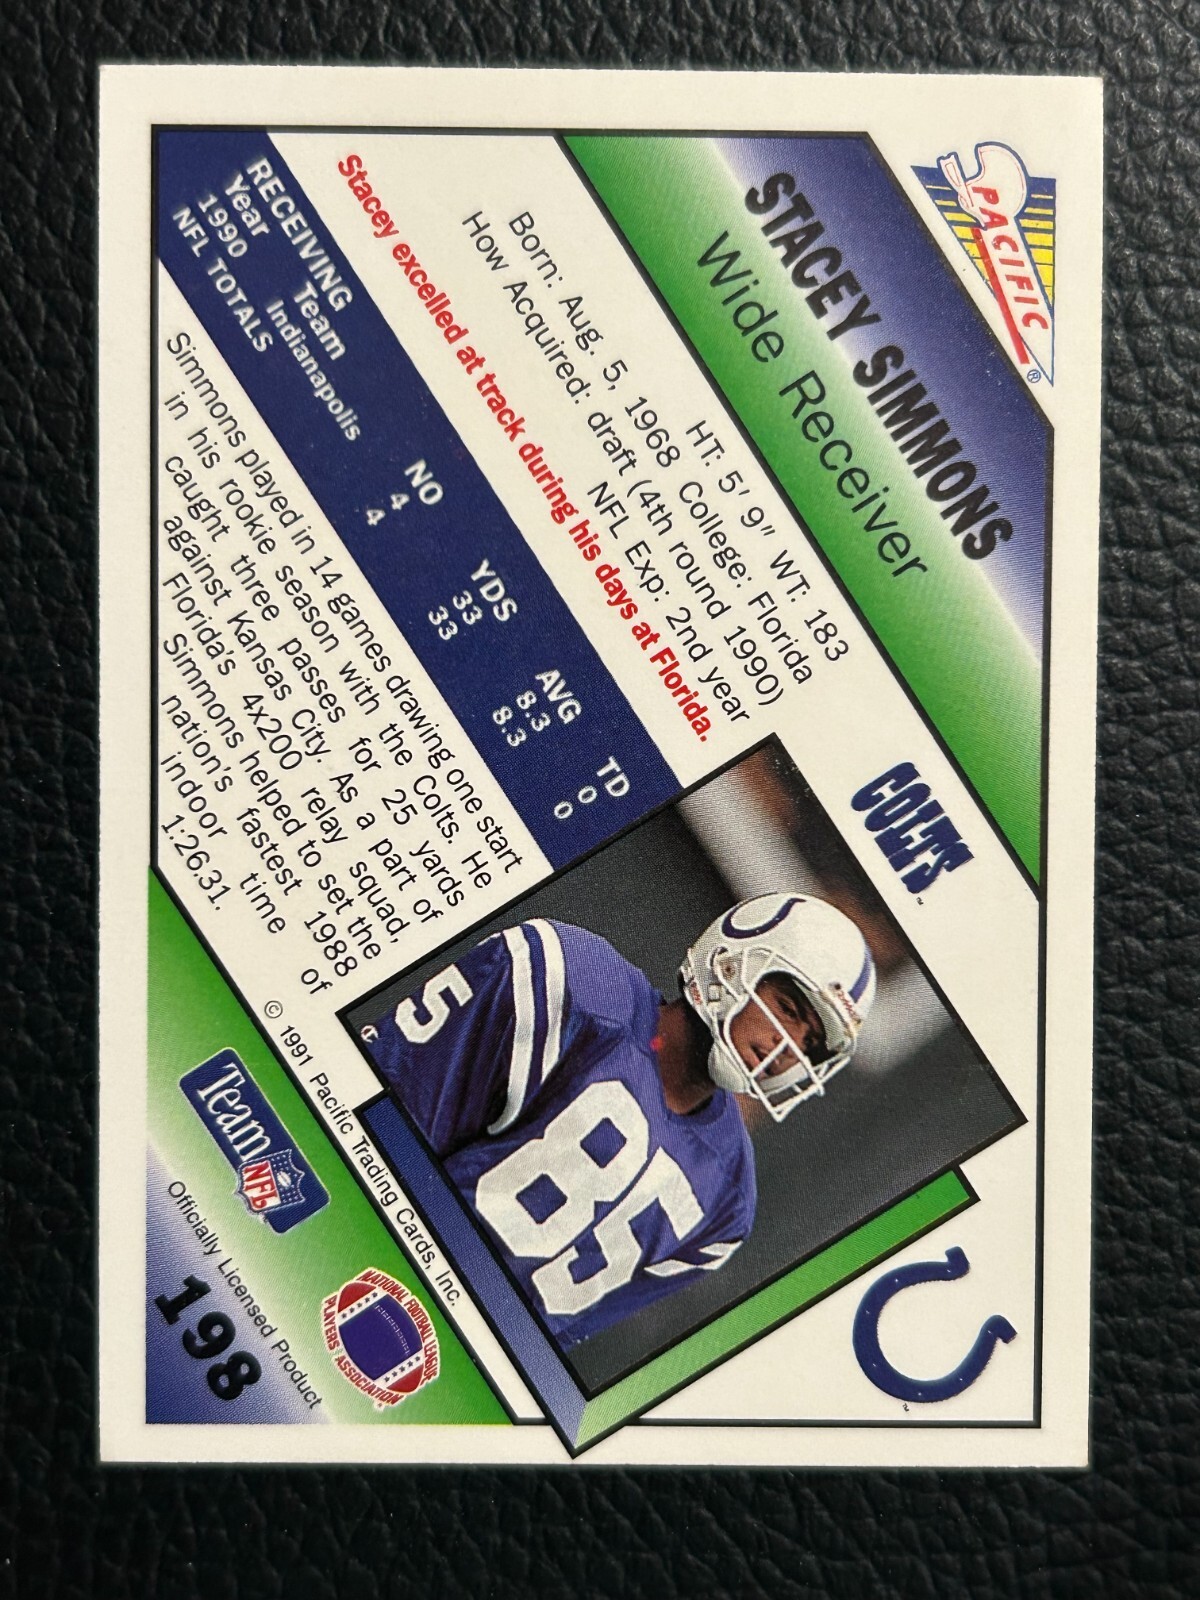 PACIFIC®
STACEY SIMMONS
Wide Receiver
HT: 5' 9" WT: 183
Born: Aug. 5, 1968 College: Florida
How Acquired: draft (4th round 1990)
NFL Exp: 2nd year
Stacey excelled at track during his days at Florida.
RECEIVING
Year Team NO YDS AVG TD
1990 Indianapolis 4 33 8.3 0
NFL TOTALS 4 33 8.3 0
Simmons played in 14 games drawing one start
in his rookie season with the Colts. He
caught three passes for 25 yards
against Kansas City. As a part of
Florida's 4x200 relay squad,
Simmons helped to set the
nation's fastest 1988
indoor time of
1:26.31.
COLTS™
85
5
© 1991 Pacific Trading Cards, Inc.
Team NFL
Officially Licensed Product
NATIONAL FOOTBALL LEAGUE
PLAYERS ASSOCIATION
198
™